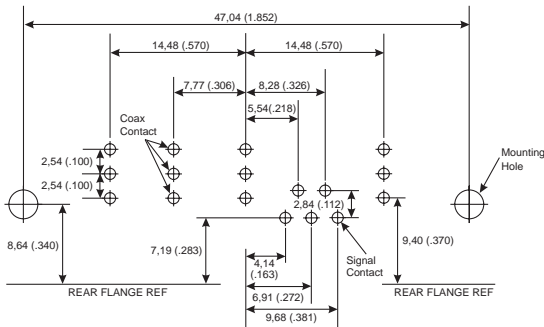 47,04 (1.852)
14,48 (.570)
14,48 (.570)
7,77 (.306)
8,28 (.326)
5,54(.218)
Coax
Contact
2,54 (.100)
2,54 (.100)
Mounting
Hole
2,84 (.112)
8,64 (.340)
7,19 (.283)
9,40 (.370)
Signal
Contact
4,14
(.163)
REAR FLANGE REF
6,91 (.272)
REAR FLANGE REF
9,68 (.381)